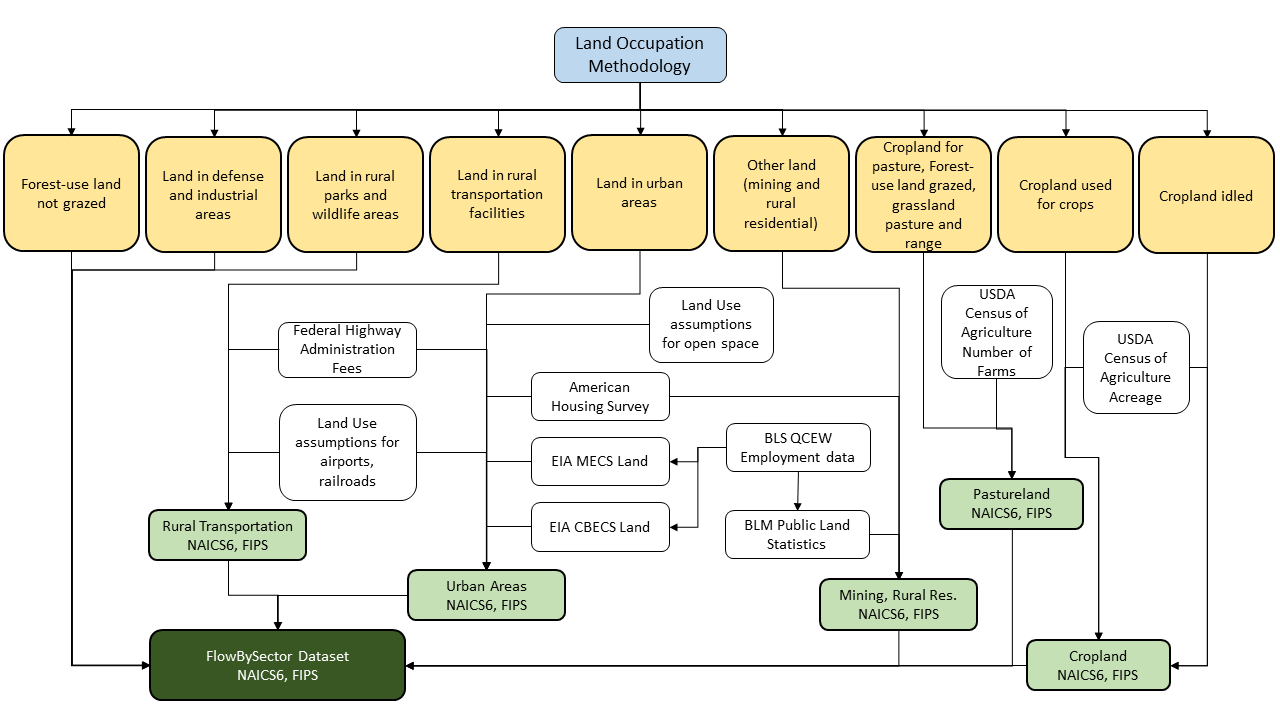 Land Occupation
Methodology
Forest-use land
not grazed
Land in defense
and industrial
areas
Land in rural
parks and
wildlife areas
Land in rural
transportation
facilities
Land in urban
areas
Other land
(mining and
rural
residential)
Cropland for
pasture, Forest-
use land grazed,
grassland
pasture and
range
Cropland used
for crops
Cropland idled
Federal Highway
Administration
Fees
Land Use
assumptions
for open space
USDA
Census of
Agriculture
Number of
Farms
USDA
Census of
Agriculture
Acreage
American
Housing Survey
Land Use
assumptions for
airports,
railroads
EIA MECS Land
BLS QCEW
Employment data
EIA CBECS Land
BLM Public Land
Statistics
Pastureland
NAICS6, FIPS
Rural Transportation
NAICS6, FIPS
Urban Areas
NAICS6, FIPS
Mining, Rural Res.
NAICS6, FIPS
FlowBySector Dataset
NAICS6, FIPS
Cropland
NAICS6, FIPS